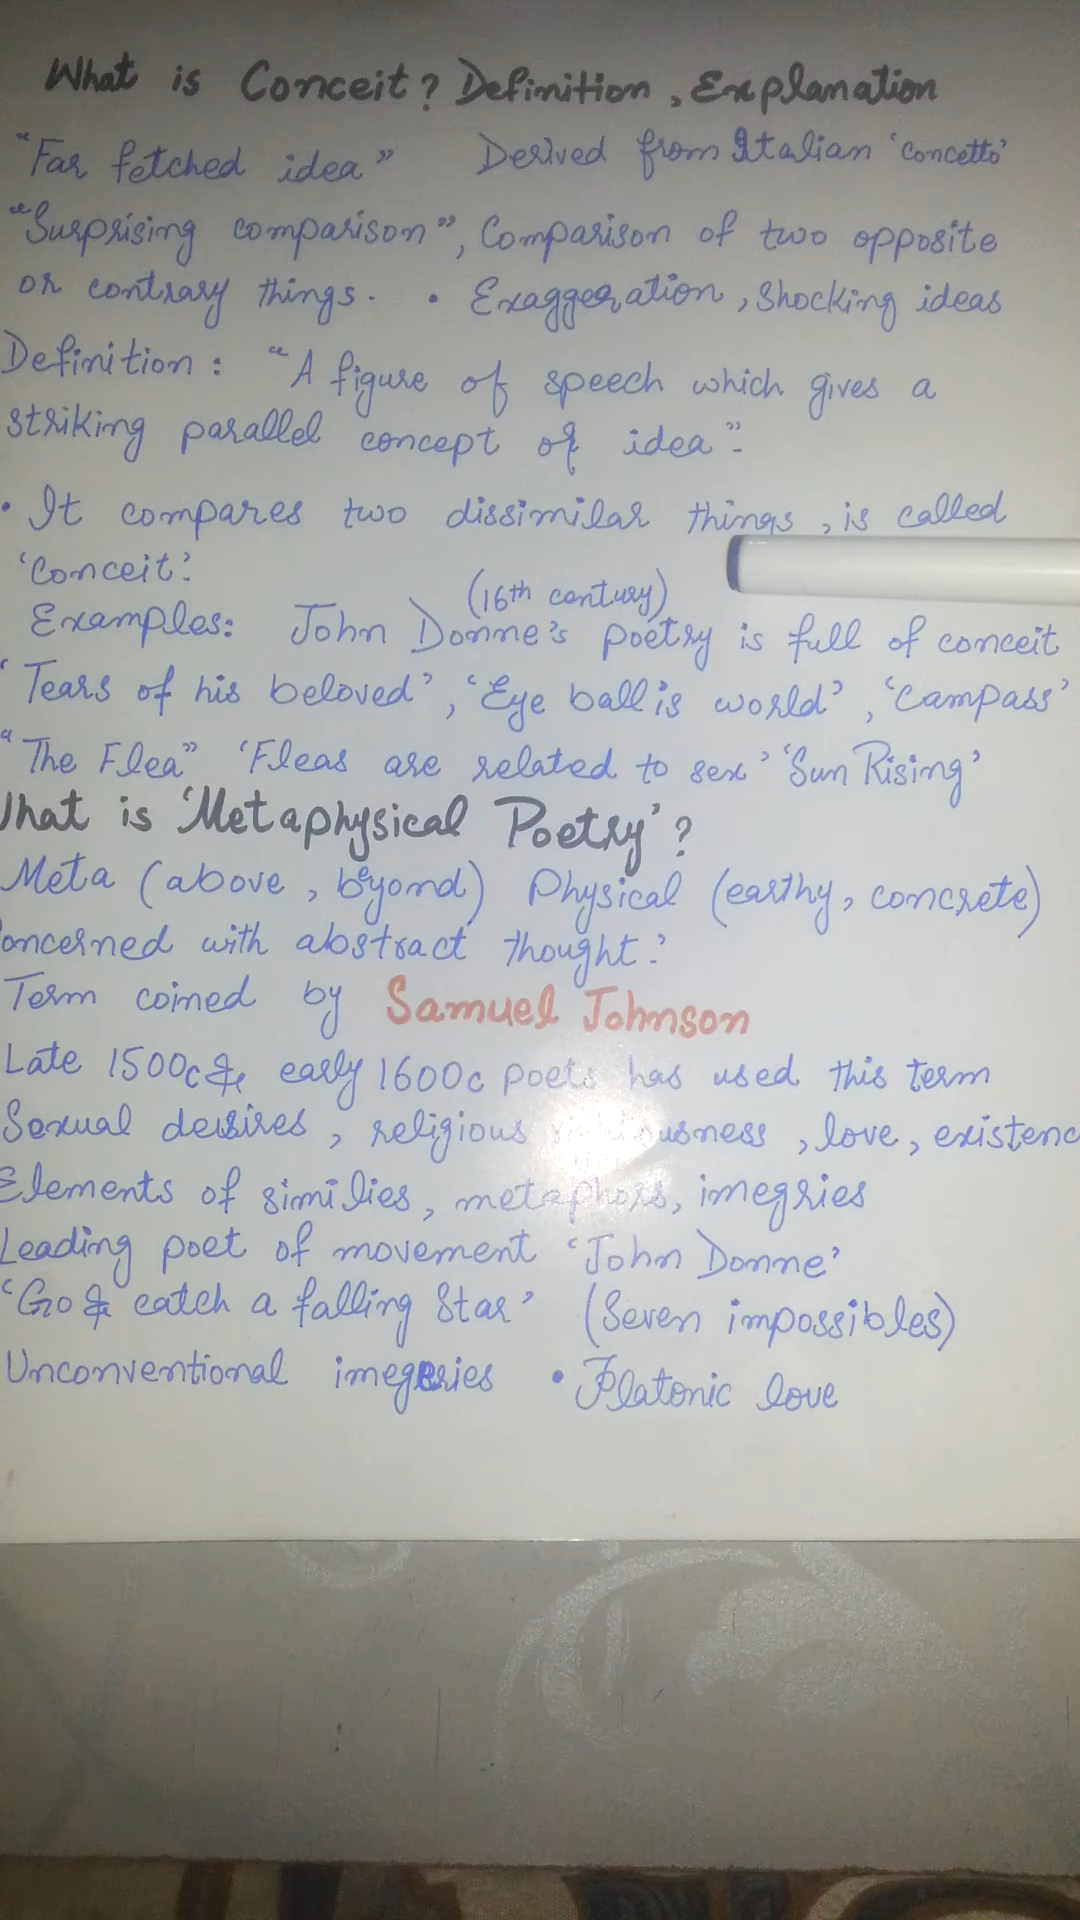 What is Conceit? Definition, Explanation
"Far fetched idea" Derived from Italian 'concetto'
"Surprising comparison", Comparison of two opposite
or contrary things. • Exaggeration, Shocking ideas
Definition: "A figure of speech which gives a
striking parallel concept of idea".
• It compares two dissimilar things, is called
'Conceit'.
(16th century)
Examples: John Donne's poetry is full of conceit
'Tears of his beloved', 'Eye ball is world', 'Campass'
"The Flea" 'Fleas are related to sex' 'Sun Rising'
What is 'Metaphysical Poetry'?
Meta (above, beyond) Physical (earthy, concrete)
oncerned with abstract thought.'
Term coined by Samuel Johnson
Late 1500c & early 1600c poets has used this term
Sexual desires, religious rightiousness, love, existenc
Elements of similies, metaphors, imegries
Leading poet of movement 'John Donne'
'Go & catch a falling Star' (Seven impossibles)
Unconventional imegries • Platonic love